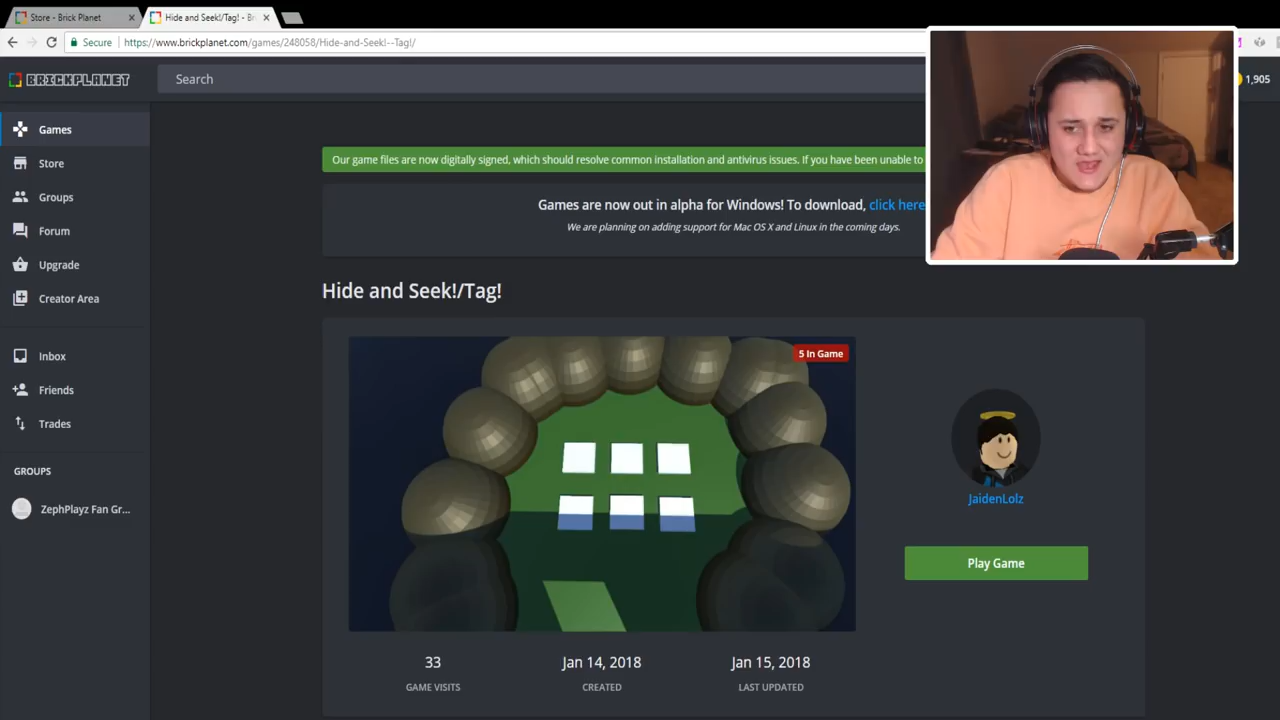 Store - Brick Planet
Hide and Seek!/Tag! - Br
Secure
https://www.brickplanet.com/games/248058/Hide-and-Seek!--Tag!/
BRICKPLANET
Search
1,905
Games
Store
Groups
Forum
Upgrade
Creator Area
Inbox
Friends
Trades
GROUPS
ZephPlayz Fan Gr...
Our game files are now digitally signed, which should resolve common installation and antivirus issues. If you have been unable to
Games are now out in alpha for Windows! To download, click here
We are planning on adding support for Mac OS X and Linux in the coming days.
Hide and Seek!/Tag!
5 In Game
JaidenLolz
Play Game
33
GAME VISITS
Jan 14, 2018
CREATED
Jan 15, 2018
LAST UPDATED